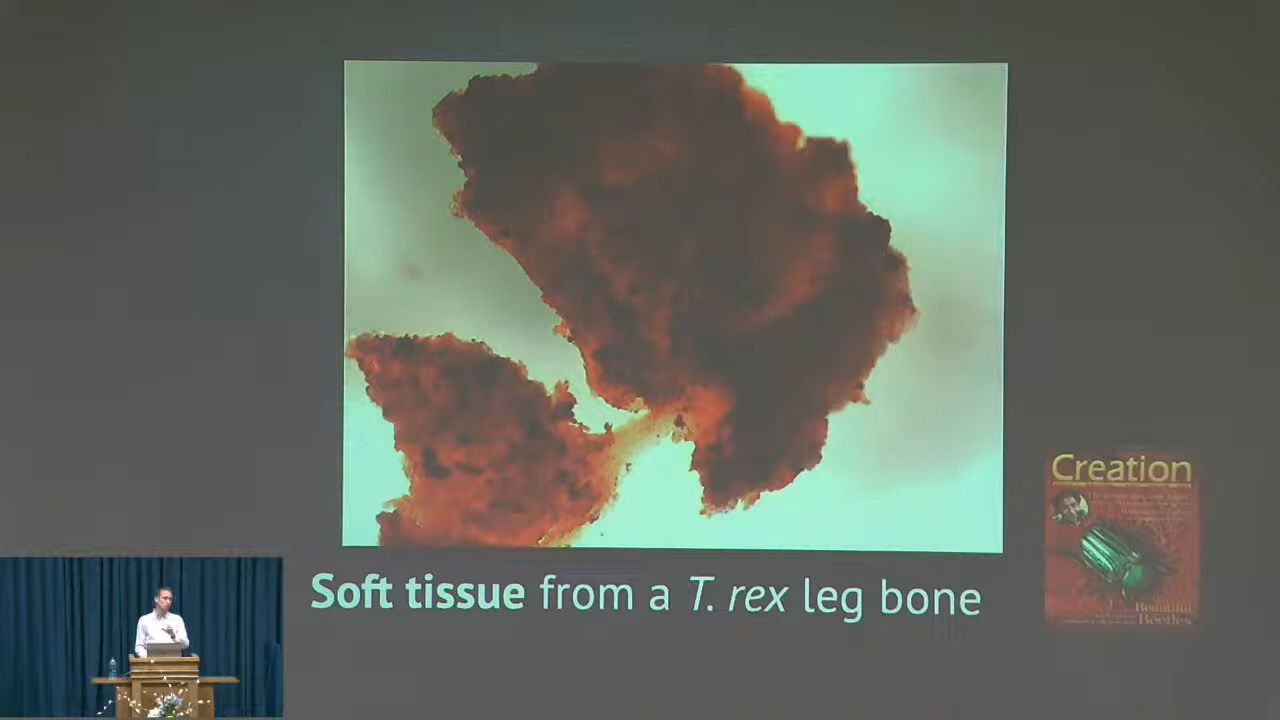 Soft tissue from a T. rex leg bone
Creation
Beautiful
Beetles